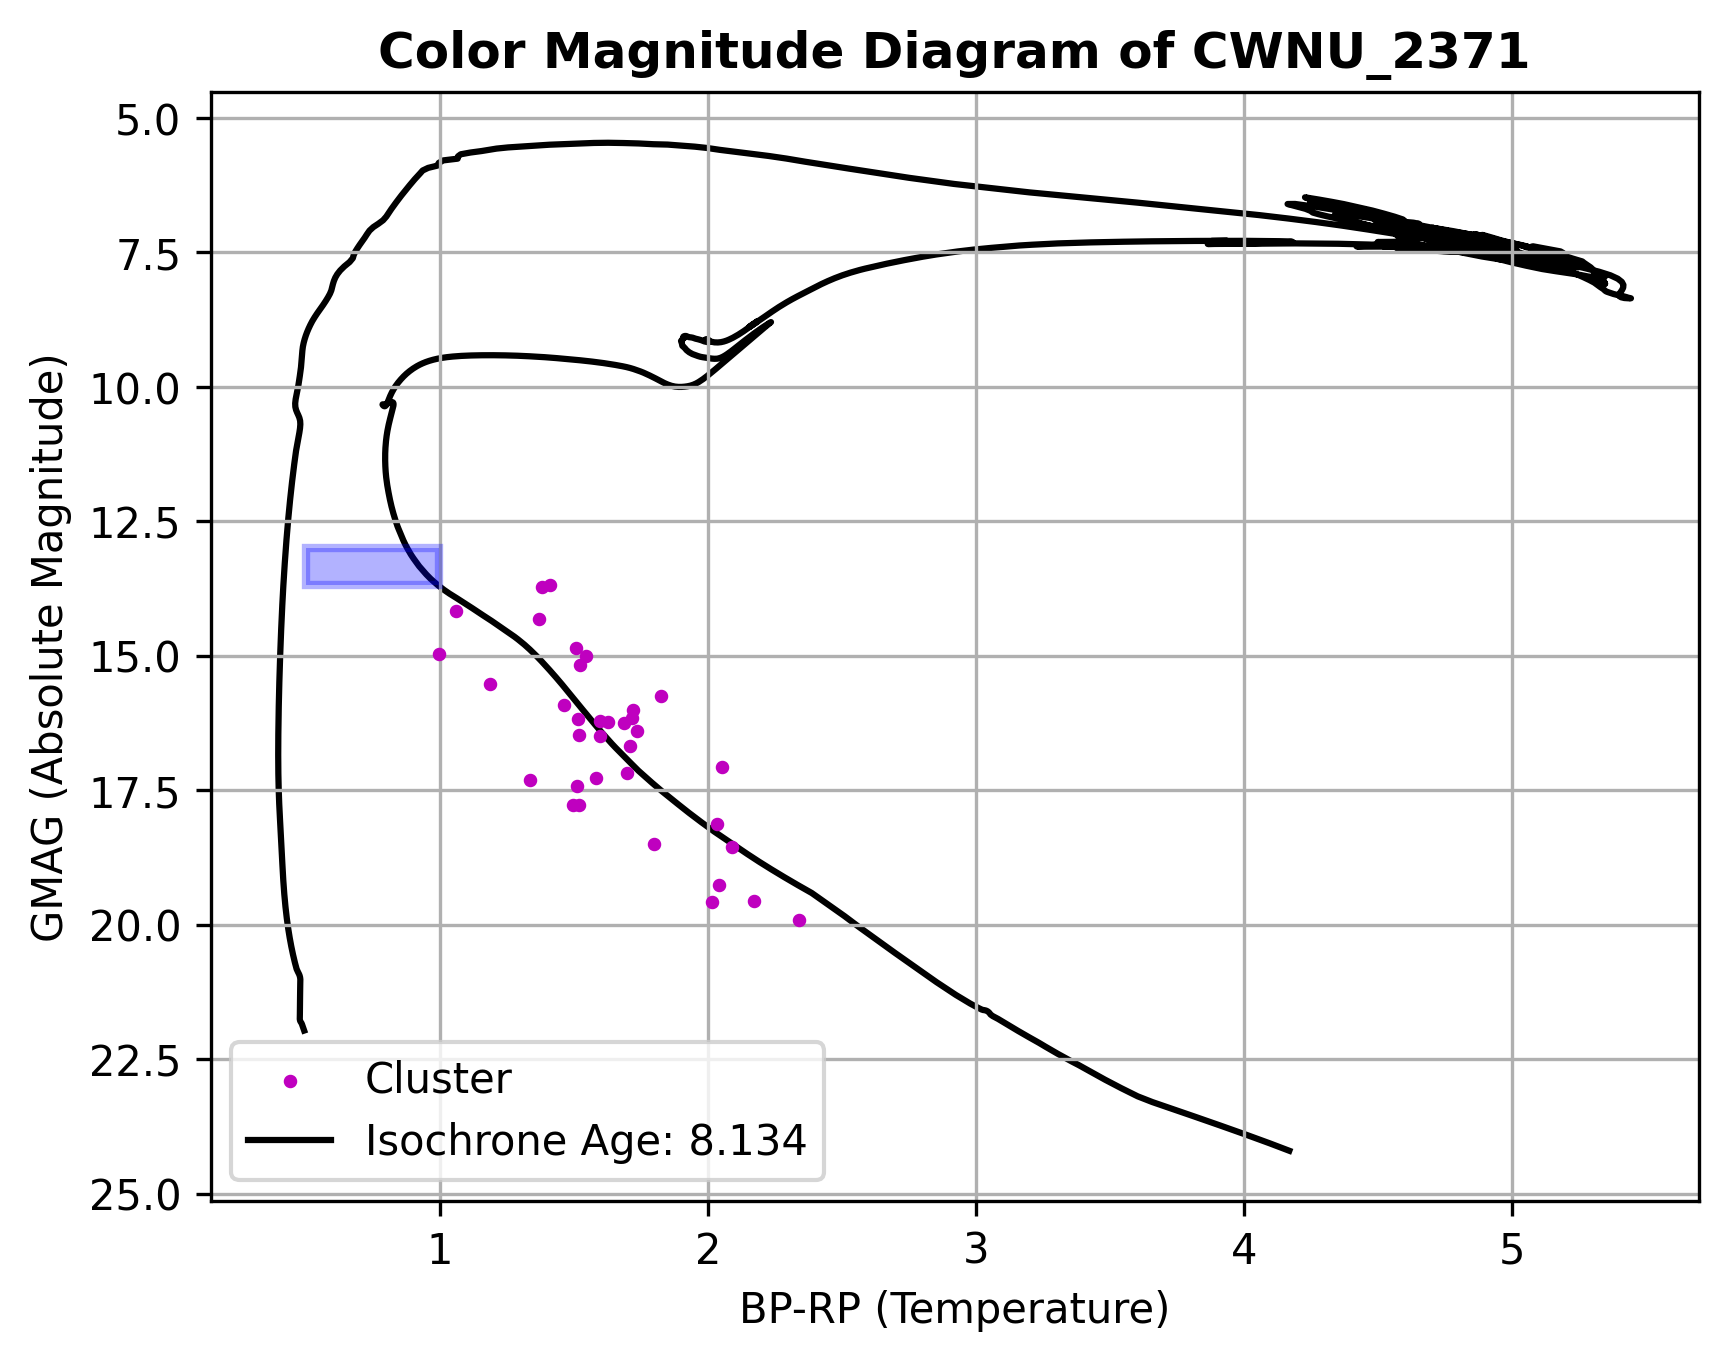 Color Magnitude Diagram of CWNU_2371
GMAG (Absolute Magnitude)
5.0
7.5
10.0
12.5
15.0
17.5
20.0
22.5
25.0
Cluster
Isochrone Age: 8.134
1 2 3 4 5
BP-RP (Temperature)